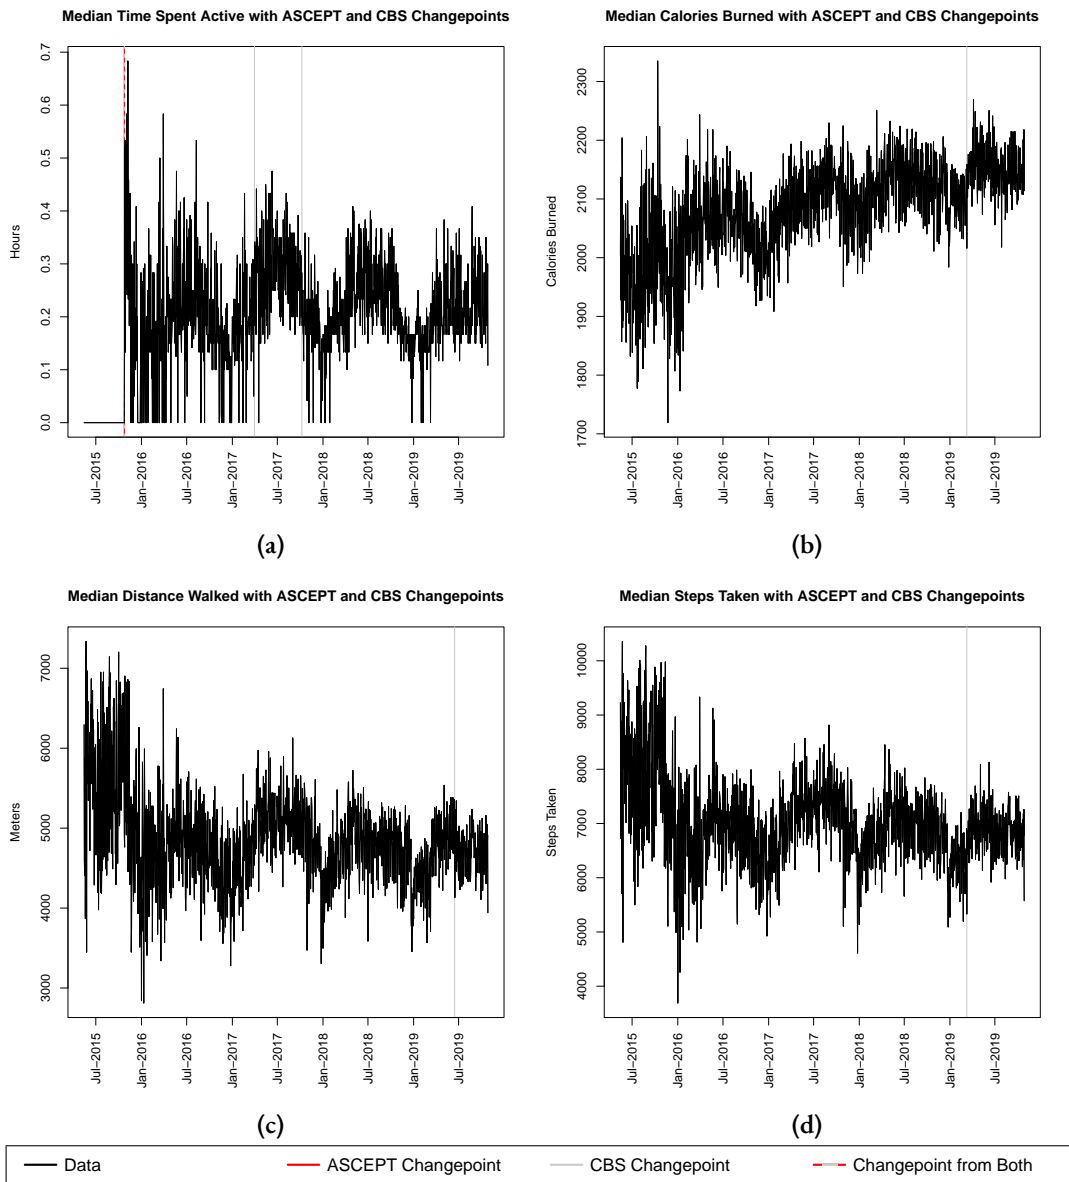 Median Time Spent Active with ASCEPT and CBS Changepoints
Hours
0.7
0.6
0.5
0.4
0.3
0.2
0.1
0.0
Jul−2015
Jan−2016
Jul−2016
Jan−2017
Jul−2017
Jan−2018
Jul−2018
Jan−2019
Jul−2019
(a)
Median Calories Burned with ASCEPT and CBS Changepoints
Calories Burned
2300
2200
2100
2000
1900
1800
1700
Jul−2015
Jan−2016
Jul−2016
Jan−2017
Jul−2017
Jan−2018
Jul−2018
Jan−2019
Jul−2019
(b)
Median Distance Walked with ASCEPT and CBS Changepoints
Meters
7000
6000
5000
4000
3000
Jul−2015
Jan−2016
Jul−2016
Jan−2017
Jul−2017
Jan−2018
Jul−2018
Jan−2019
Jul−2019
(c)
Median Steps Taken with ASCEPT and CBS Changepoints
Steps Taken
10000
9000
8000
7000
6000
5000
4000
Jul−2015
Jan−2016
Jul−2016
Jan−2017
Jul−2017
Jan−2018
Jul−2018
Jan−2019
Jul−2019
(d)
Data
ASCEPT Changepoint
CBS Changepoint
Changepoint from Both